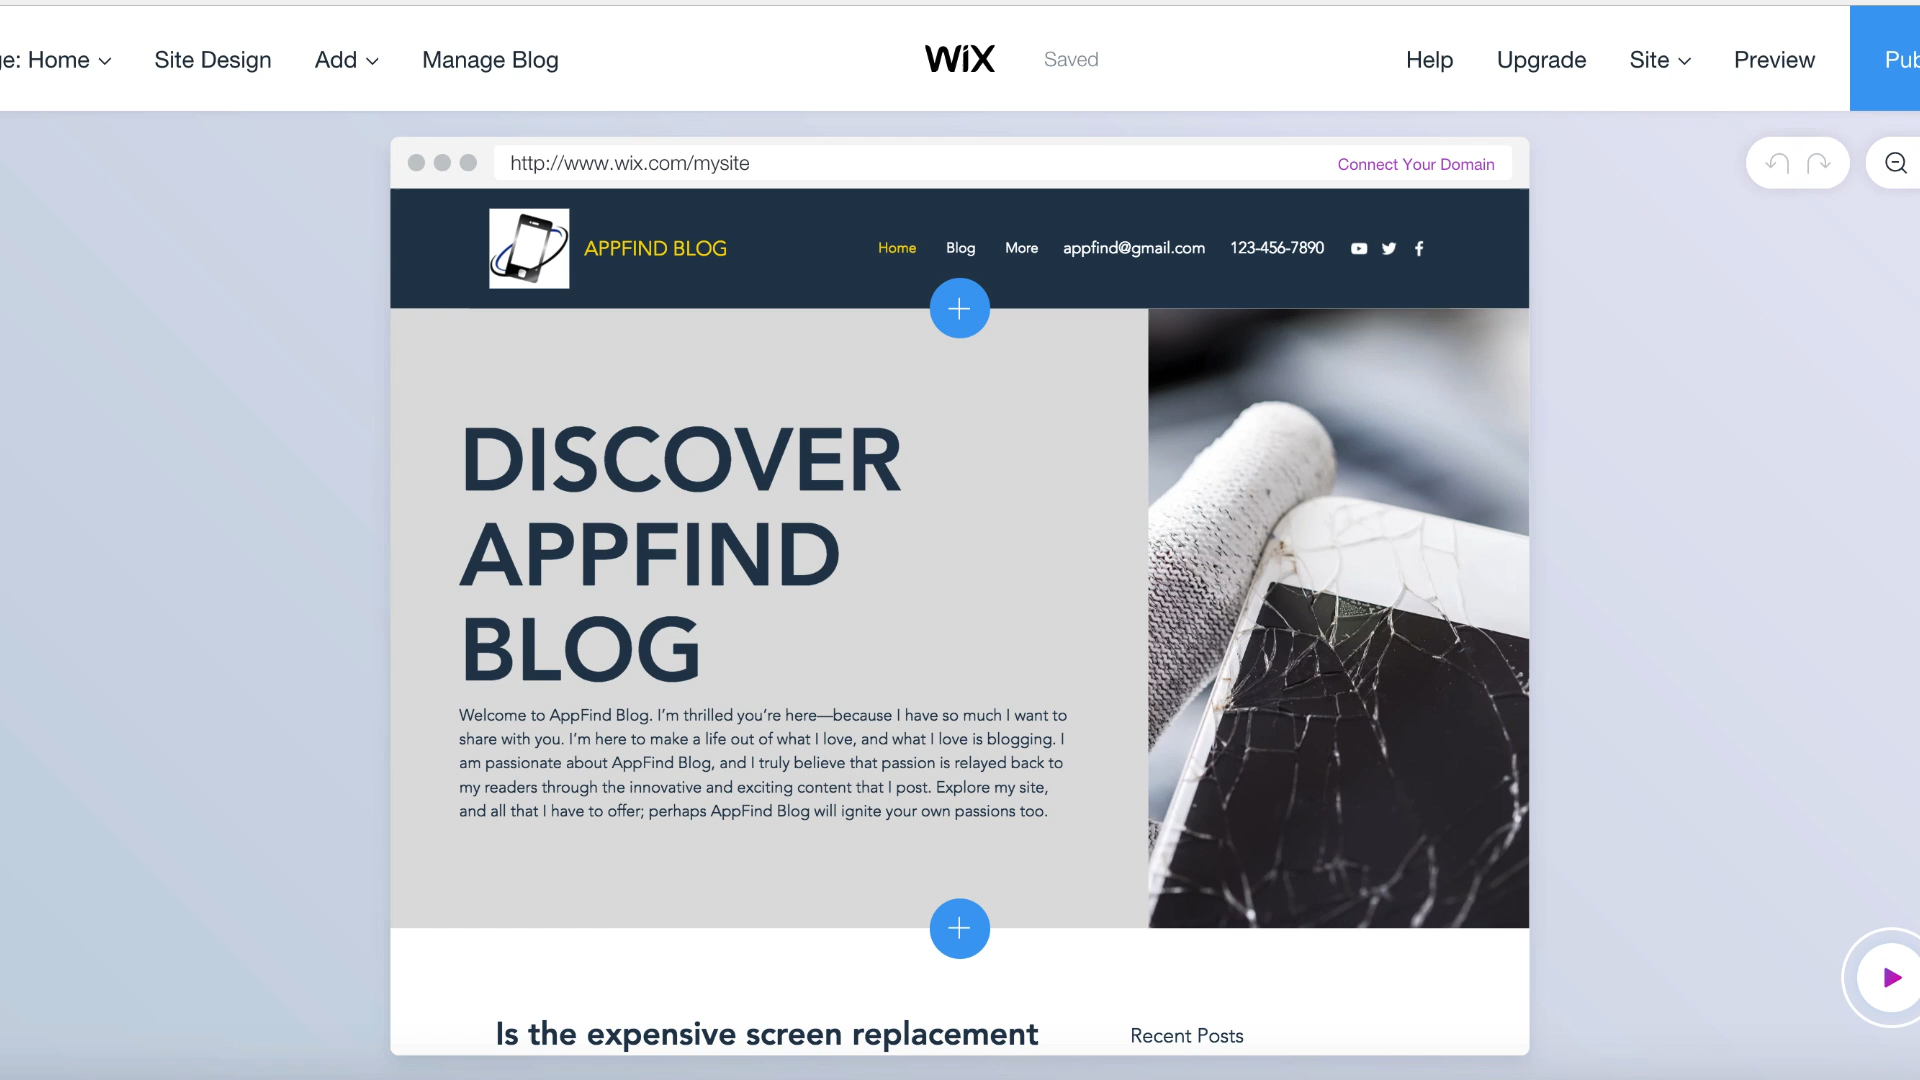 ge: Home
Site Design
Add
Manage Blog
WiX
Saved
Help
Upgrade
Site
Preview
Pub
http://www.wix.com/mysite
Connect Your Domain
APPFIND BLOG
Home
Blog
More
appfind@gmail.com
123-456-7890
DISCOVER
APPFIND
BLOG
Welcome to AppFind Blog. I’m thrilled you’re here—because I have so much I want to
share with you. I’m here to make a life out of what I love, and what I love is blogging. I
am passionate about AppFind Blog, and I truly believe that passion is relayed back to
my readers through the innovative and exciting content that I post. Explore my site,
and all that I have to offer; perhaps AppFind Blog will ignite your own passions too.
Is the expensive screen replacement
Recent Posts